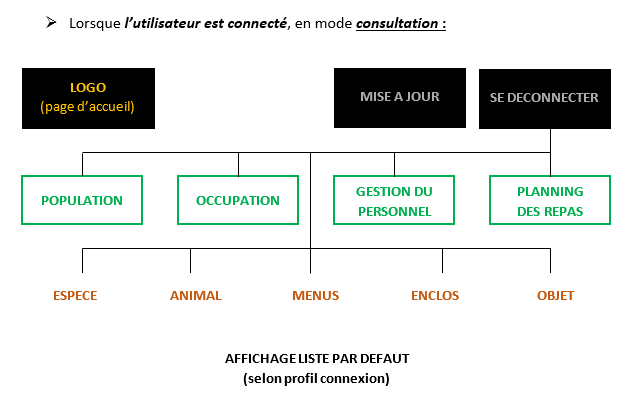 Lorsque l'utilisateur est connecté, en mode consultation :
LOGO
(page d'accueil)
MISE A JOUR
SE DECONNECTER
POPULATION
OCCUPATION
GESTION DU
PERSONNEL
PLANNING
DES REPAS
ESPECE
ANIMAL
MENUS
ENCLOS
OBJET
AFFICHAGE LISTE PAR DEFAUT
(selon profil connexion)